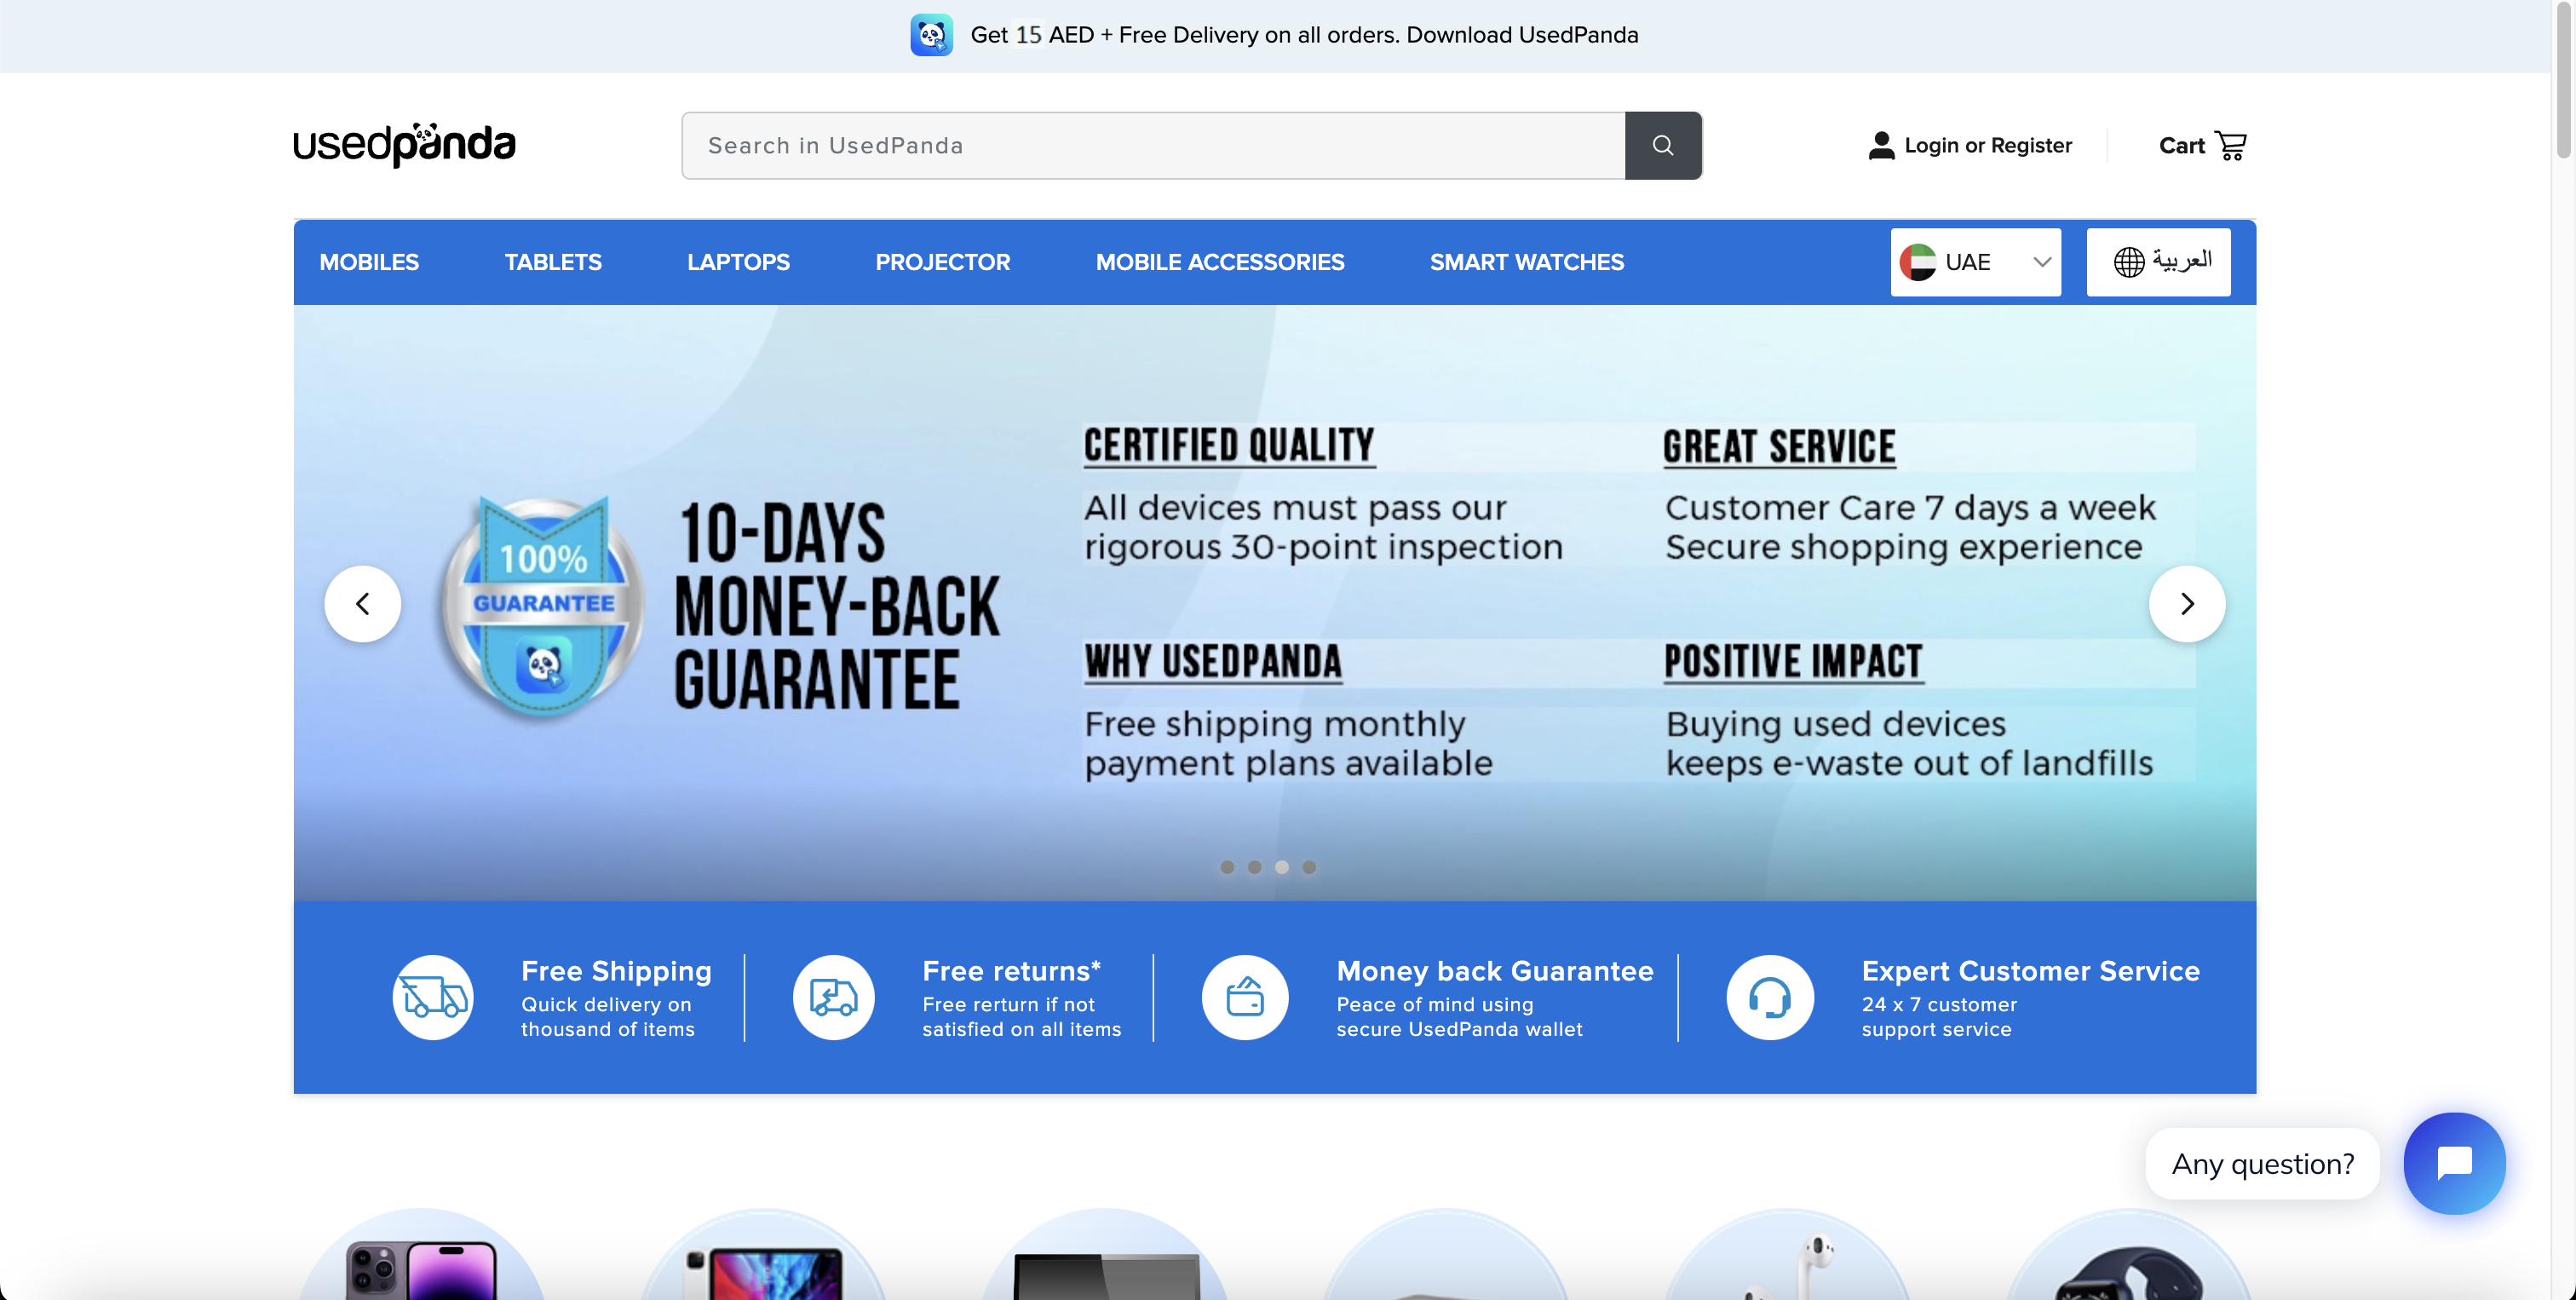 Get 15 AED + Free Delivery on all orders. Download UsedPanda
usedpanda
Search in UsedPanda
Login or Register
Cart
MOBILES
TABLETS
LAPTOPS
PROJECTOR
MOBILE ACCESSORIES
SMART WATCHES
UAE
العربية
100%
GUARANTEE
10-DAYS
MONEY-BACK
GUARANTEE
CERTIFIED QUALITY
All devices must pass our
rigorous 30-point inspection
GREAT SERVICE
Customer Care 7 days a week
Secure shopping experience
WHY USEDPANDA
Free shipping monthly
payment plans available
POSITIVE IMPACT
Buying used devices
keeps e-waste out of landfills
Free Shipping
Quick delivery on
thousand of items
Free returns*
Free rerturn if not
satisfied on all items
Money back Guarantee
Peace of mind using
secure UsedPanda wallet
Expert Customer Service
24 x 7 customer
support service
Any question?